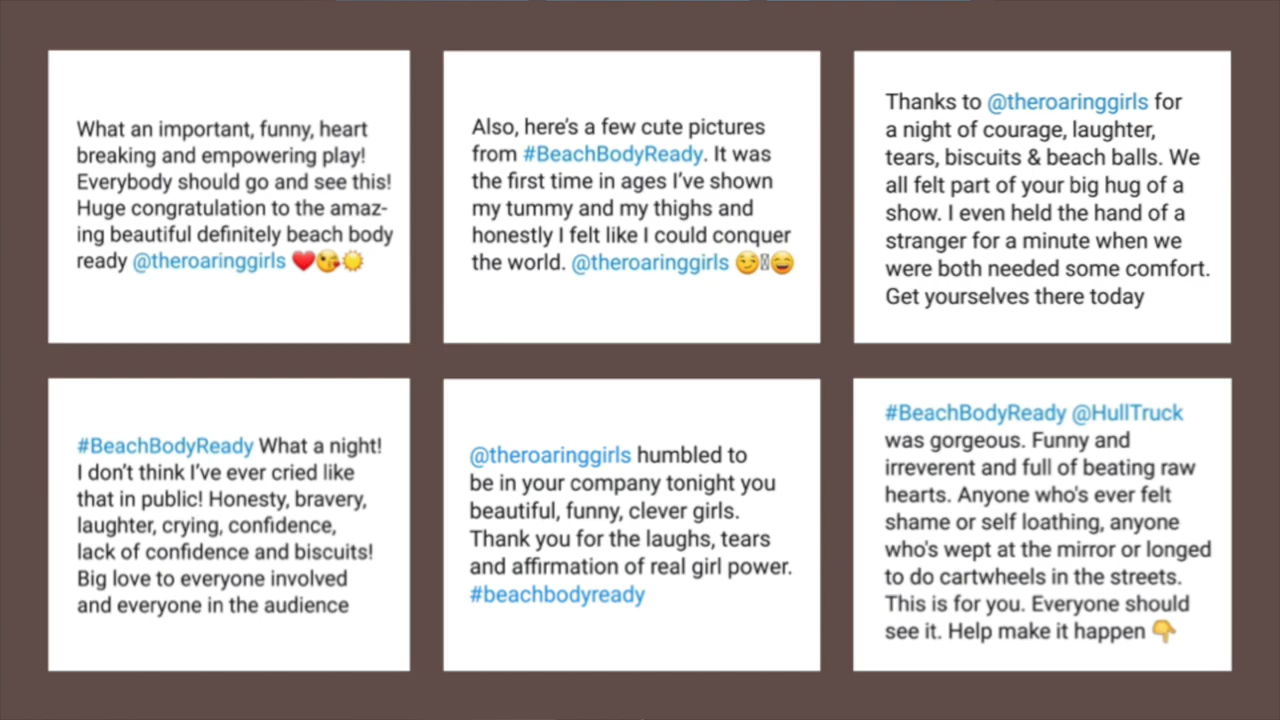 What an important, funny, heart
breaking and empowering play!
Everybody should go and see this!
Huge congratulation to the amaz-
ing beautiful definitely beach body
ready @theroaringgirls ❤️😘☀️
Also, here's a few cute pictures
from #BeachBodyReady. It was
the first time in ages I've shown
my tummy and my thighs and
honestly I felt like I could conquer
the world. @theroaringgirls 😏😄
Thanks to @theroaringgirls for
a night of courage, laughter,
tears, biscuits & beach balls. We
all felt part of your big hug of a
show. I even held the hand of a
stranger for a minute when we
were both needed some comfort.
Get yourselves there today
#BeachBodyReady What a night!
I don't think I've ever cried like
that in public! Honesty, bravery,
laughter, crying, confidence,
lack of confidence and biscuits!
Big love to everyone involved
and everyone in the audience
@theroaringgirls humbled to
be in your company tonight you
beautiful, funny, clever girls.
Thank you for the laughs, tears
and affirmation of real girl power.
#beachbodyready
#BeachBodyReady @HullTruck
was gorgeous. Funny and
irreverent and full of beating raw
hearts. Anyone who's ever felt
shame or self loathing, anyone
who's wept at the mirror or longed
to do cartwheels in the streets.
This is for you. Everyone should
see it. Help make it happen 👇